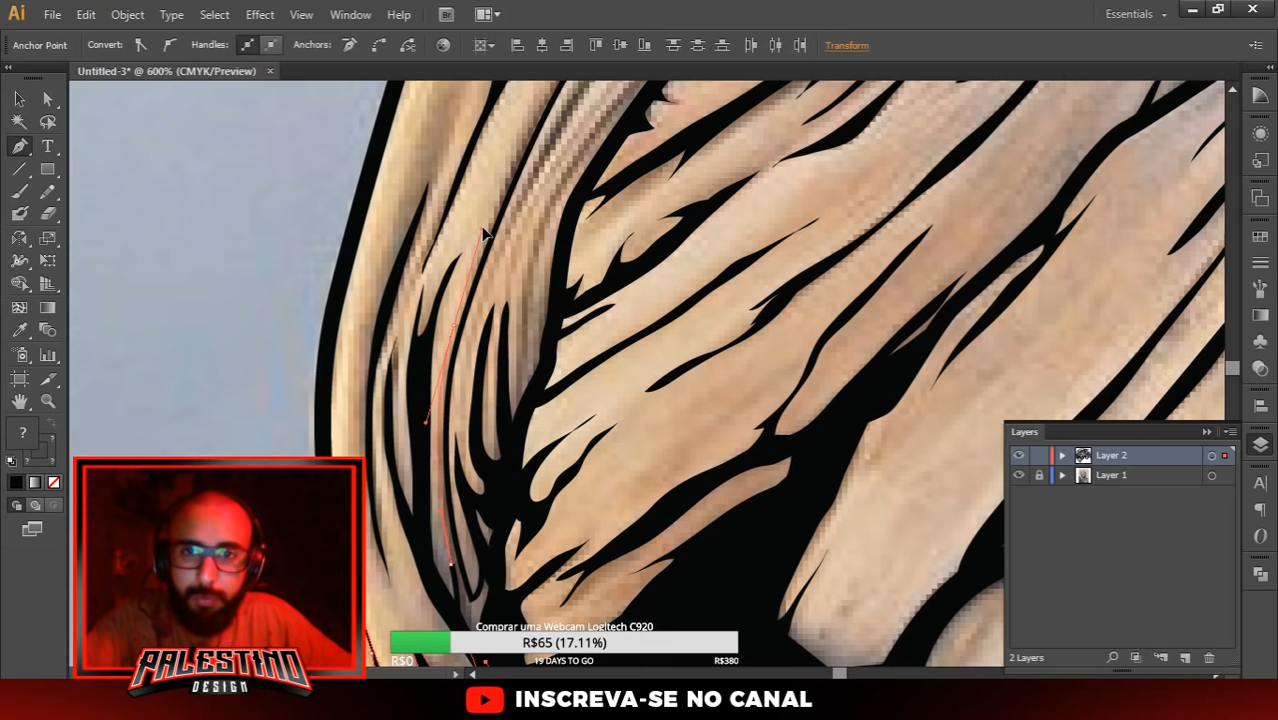 Ai File Edit Object Type Select Effect View Window Help Br Essentials
Anchor Point Convert: Handles: Anchors: Transform
Untitled-3* @ 600% (CMYK/Preview)
T
?
Layers
Layer 2
Layer 1
2 Layers
Comprar uma Webcam Logitech C920
R$65 (17.11%)
R$0 19 DAYS TO GO R$380
PALESTINO
DESIGN
INSCREVA-SE NO CANAL